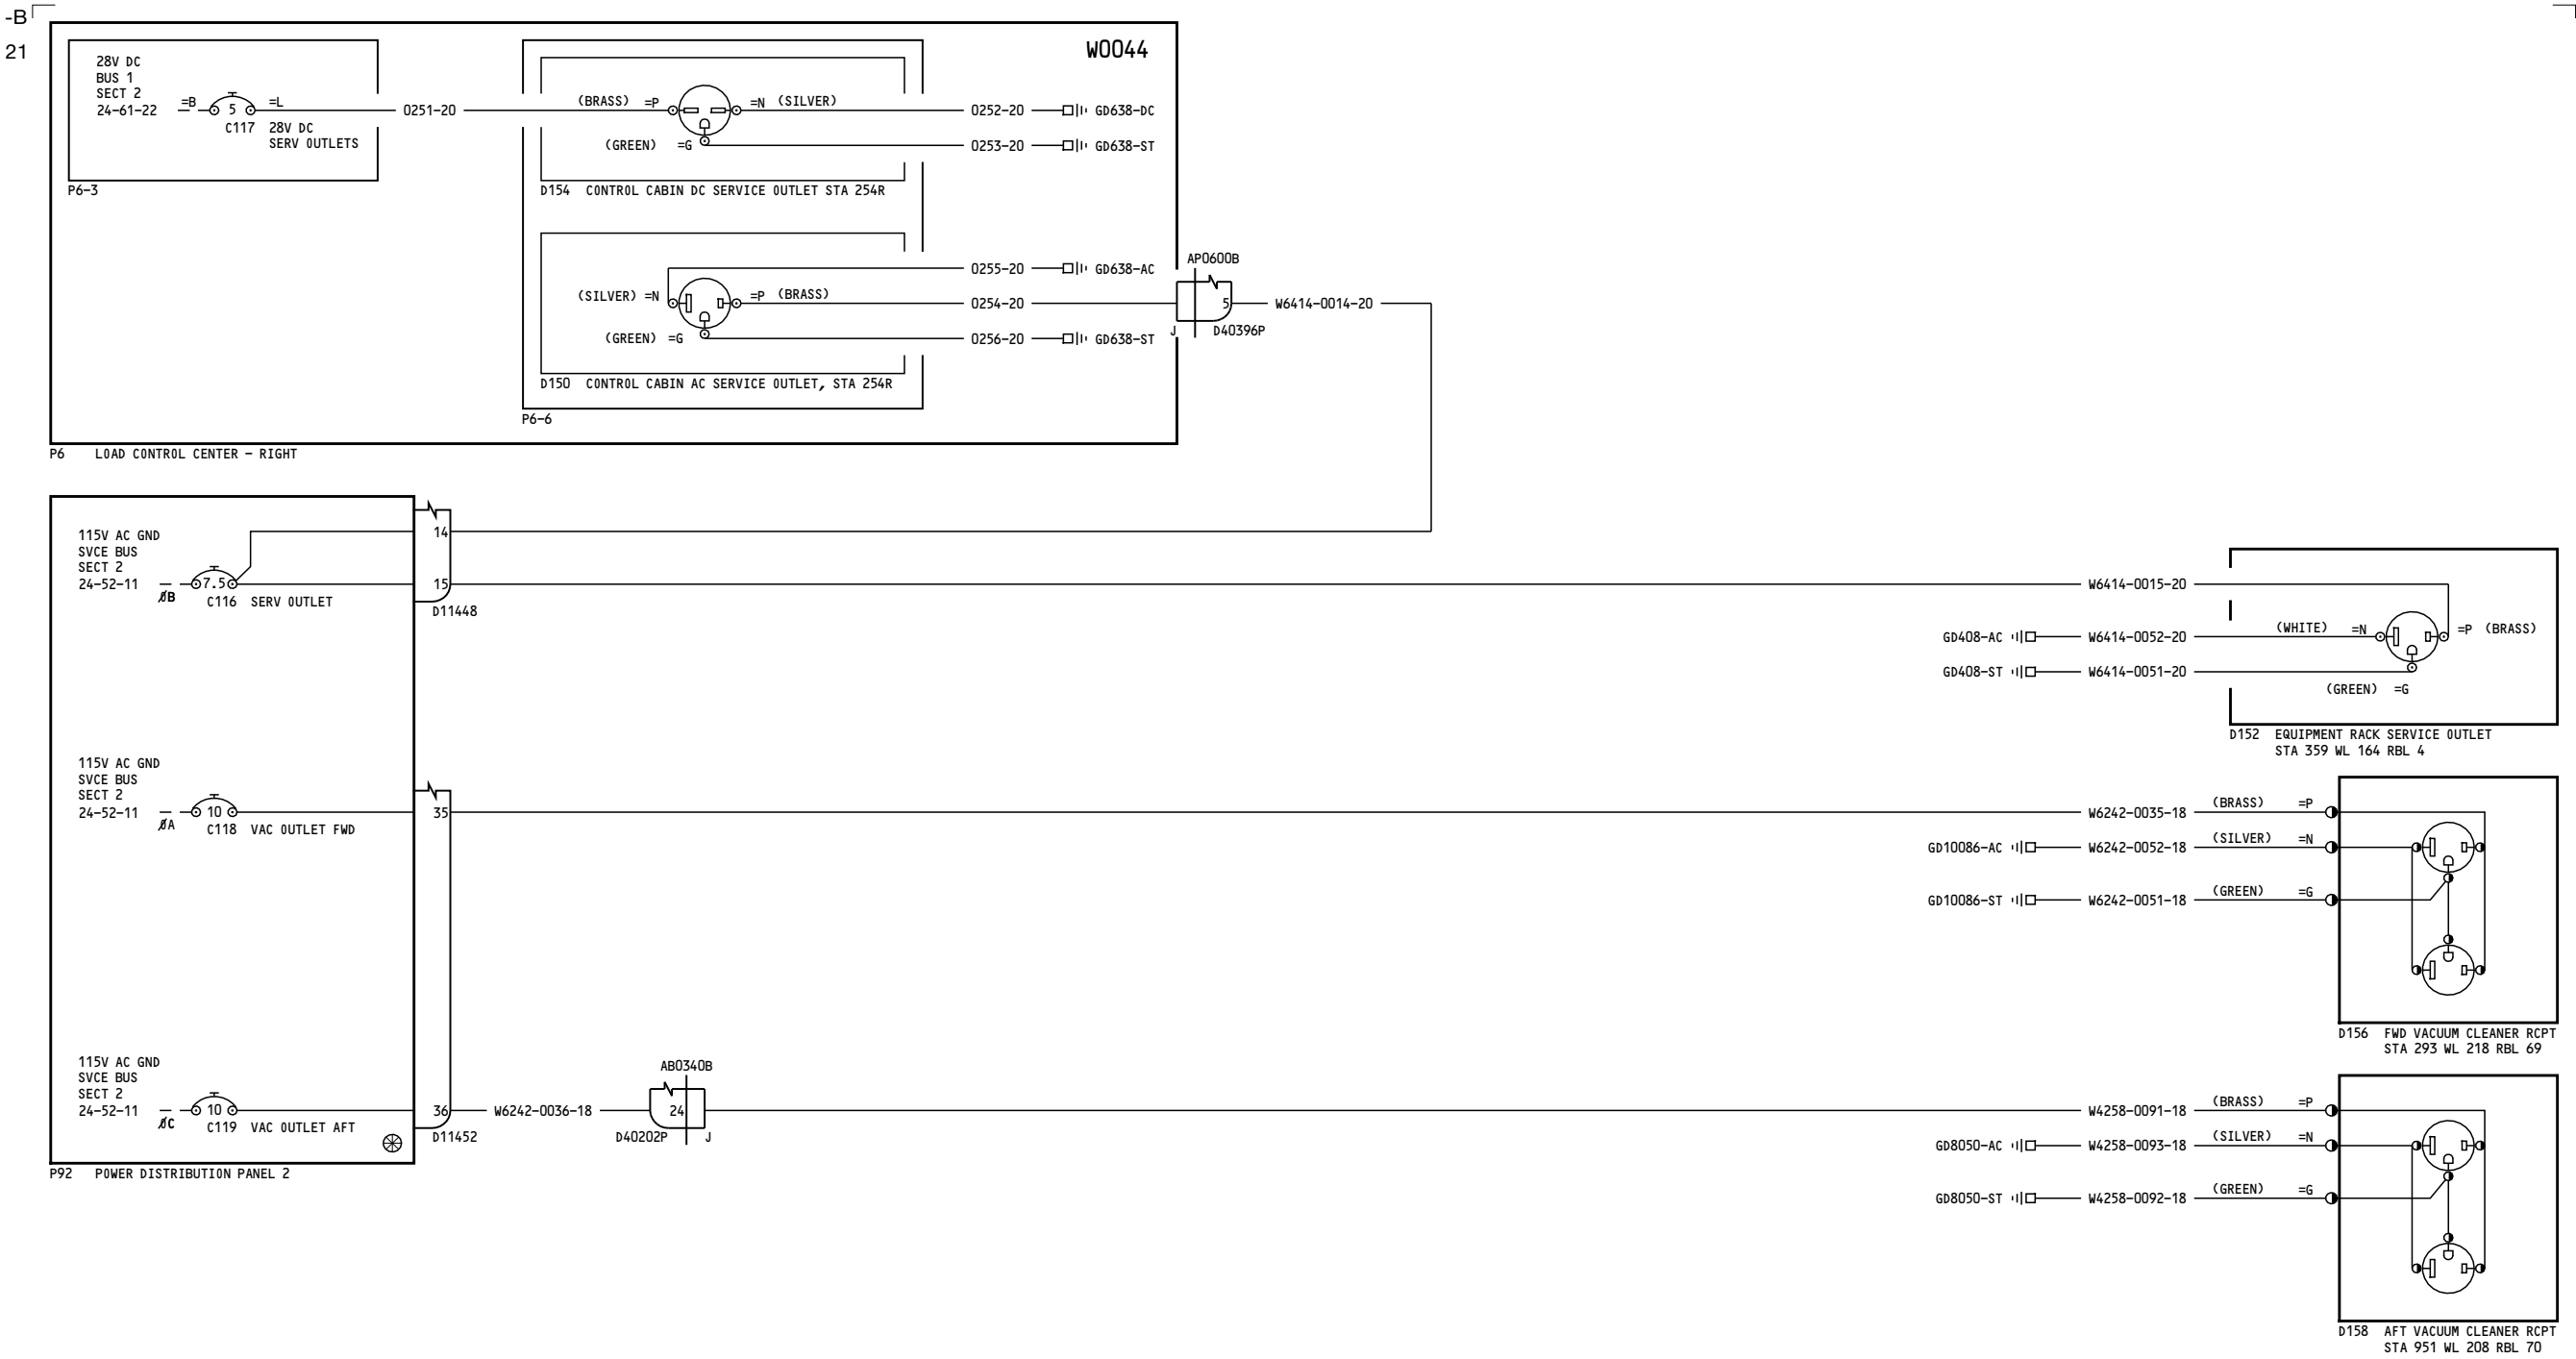 -B
21
W0044
28V DC
BUS 1
SECT 2
24-61-22
=B
5
=L
C117
28V DC
SERV OUTLETS
P6-3
0251-20
(BRASS) =P
=N (SILVER)
0252-20
GD638-DC
(GREEN) =G
0253-20
GD638-ST
D154 CONTROL CABIN DC SERVICE OUTLET STA 254R
0255-20
GD638-AC
(SILVER) =N
=P (BRASS)
0254-20
(GREEN) =G
0256-20
GD638-ST
D150 CONTROL CABIN AC SERVICE OUTLET, STA 254R
P6-6
AP0600B
5
J
D40396P
W6414-0014-20
P6 LOAD CONTROL CENTER - RIGHT
115V AC GND
SVCE BUS
SECT 2
24-52-11
ØB
7.5
C116 SERV OUTLET
14
15
D11448
W6414-0015-20
GD408-AC
W6414-0052-20
(WHITE) =N
=P (BRASS)
GD408-ST
W6414-0051-20
(GREEN) =G
D152 EQUIPMENT RACK SERVICE OUTLET
STA 359 WL 164 RBL 4
115V AC GND
SVCE BUS
SECT 2
24-52-11
ØA
10
C118 VAC OUTLET FWD
35
W6242-0035-18
(BRASS) =P
GD10086-AC
W6242-0052-18
(SILVER) =N
GD10086-ST
W6242-0051-18
(GREEN) =G
D156 FWD VACUUM CLEANER RCPT
STA 293 WL 218 RBL 69
115V AC GND
SVCE BUS
SECT 2
24-52-11
ØC
10
C119 VAC OUTLET AFT
36
D11452
W6242-0036-18
AB0340B
24
D40202P
J
W4258-0091-18
(BRASS) =P
GD8050-AC
W4258-0093-18
(SILVER) =N
GD8050-ST
W4258-0092-18
(GREEN) =G
P92 POWER DISTRIBUTION PANEL 2
D158 AFT VACUUM CLEANER RCPT
STA 951 WL 208 RBL 70